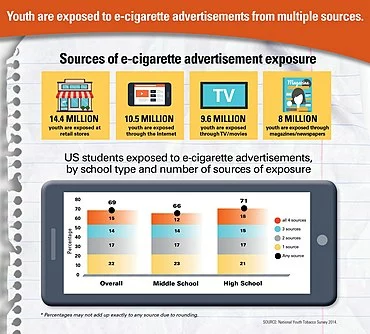 Youth are exposed to e-cigarette advertisements from multiple sources.
Sources of e-cigarette advertisement exposure
TV
Magazine
14.4 MILLION
youth are exposed at
retail stores
10.5 MILLION
youth are exposed
through the Internet
9.6 MILLION
youth are exposed
through TV/movies
8 MILLION
youth are exposed through
magazines/newspapers
US students exposed to e-cigarette advertisements,
by school type and number of sources of exposure
Percentage
80
70
60
50
40
30
20
10
0
69
15
14
17
22
Overall
66
12
14
17
23
Middle School
71
18
15
17
21
High School
all 4 sources
3 sources
2 sources
1 source
Any source
* Percentages may not add up exactly to any source due to rounding.
SOURCE: National Youth Tobacco Survey 2014.